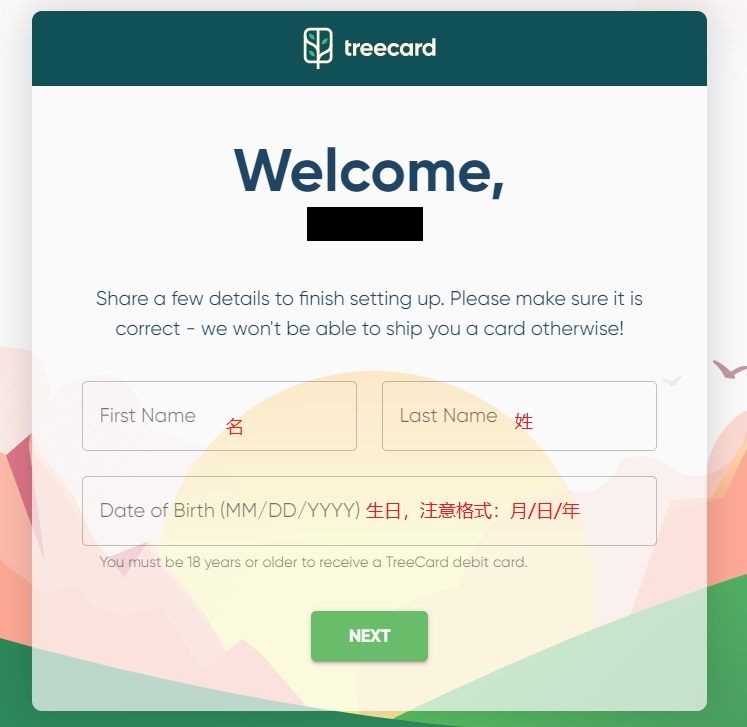 treecard
Welcome,
Share a few details to finish setting up. Please make sure it is
correct - we won't be able to ship you a card otherwise!
First Name 名
Last Name 姓
Date of Birth (MM/DD/YYYY) 生日，注意格式：月/日/年
You must be 18 years or older to receive a TreeCard debit card.
NEXT